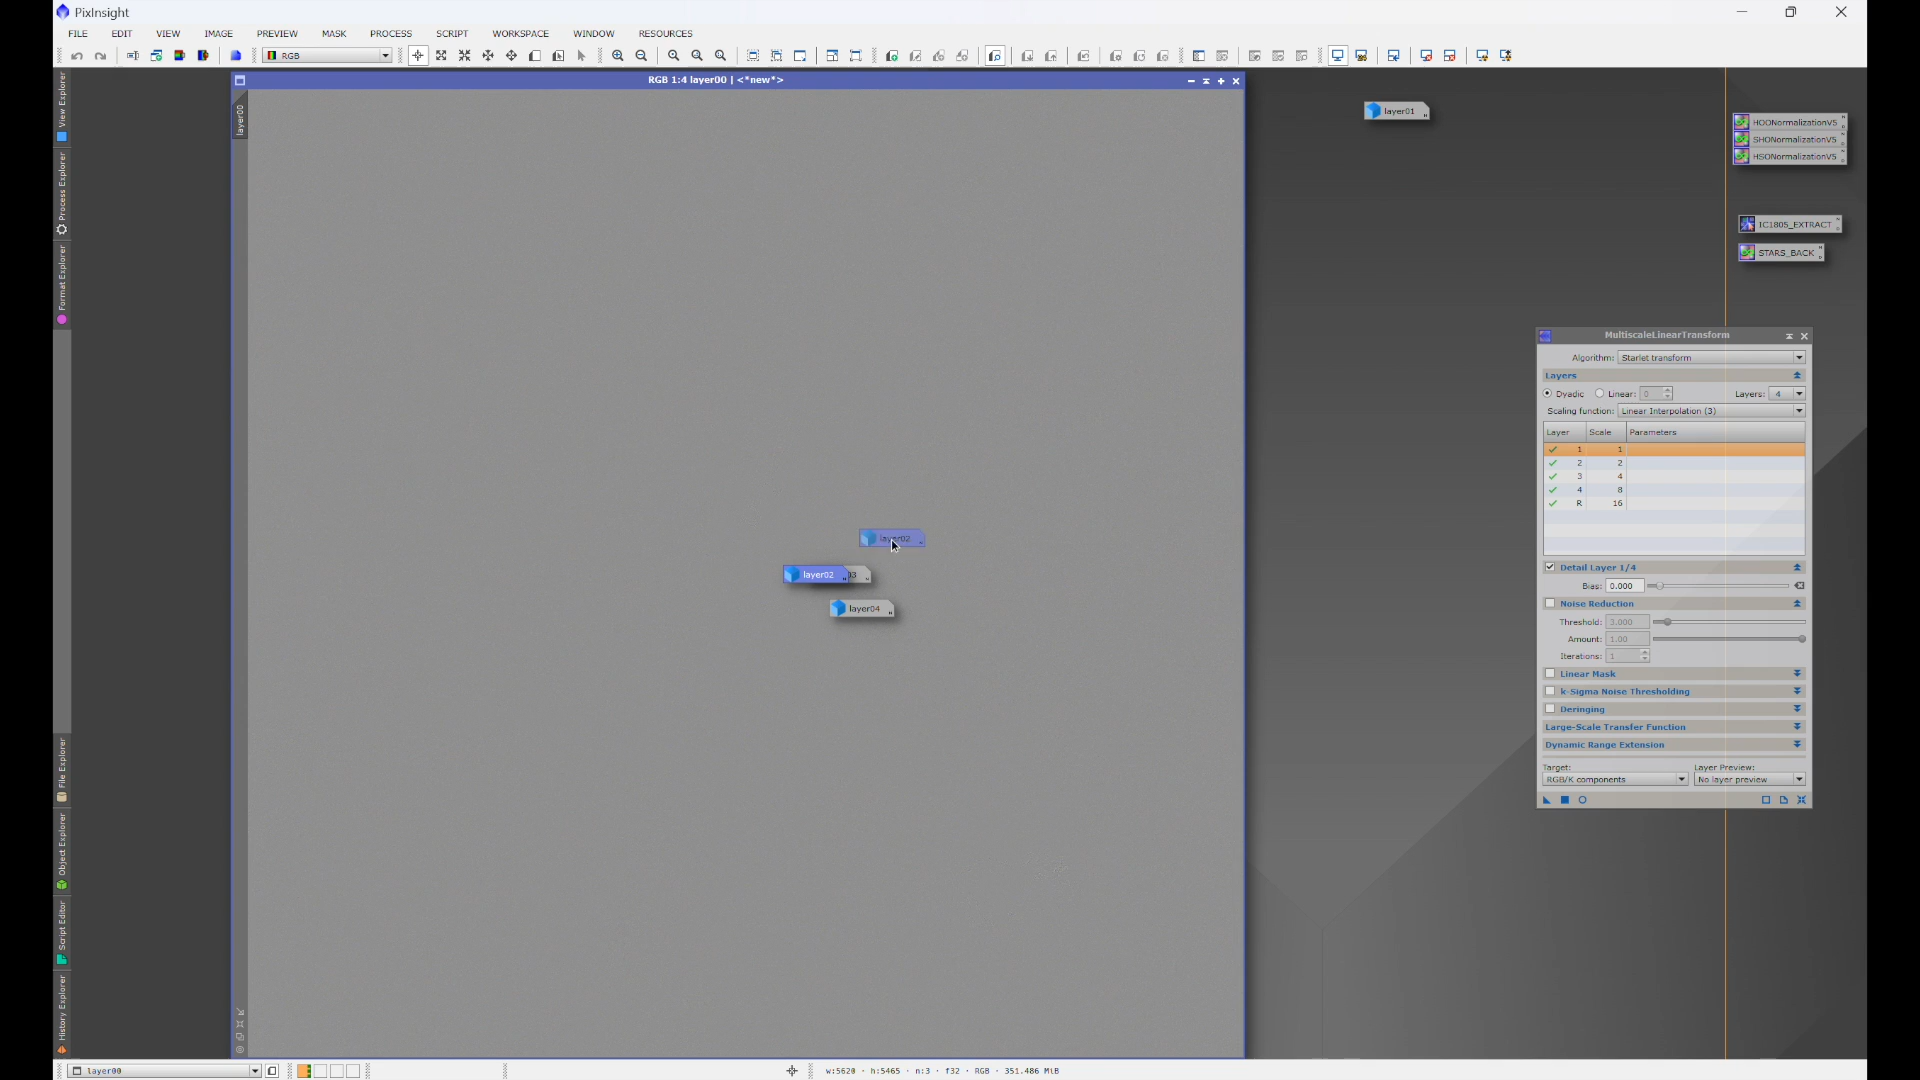 PixInsight
FILE EDIT VIEW IMAGE PREVIEW MASK PROCESS SCRIPT WORKSPACE WINDOW RESOURCES
RGB
RGB 1:4 layer00 | <*new*>
layer00
View Explorer
Process Explorer
Format Explorer
File Explorer
Object Explorer
Script Editor
History Explorer
layer01
layer02
layer02
03
layer04
HOONormalizationV5
SHONormalizationV5
HSONormalizationV5
IC1805_EXTRACT
STARS_BACK
MultiscaleLinearTransform
Algorithm: Starlet transform
Layers
Dyadic Linear: 0 Layers: 4
Scaling function: Linear Interpolation (3)
Layer Scale Parameters
1 1
2 2
3 4
4 8
R 16
Detail Layer 1/4
Bias: 0.000
Noise Reduction
Threshold: 3.000
Amount: 1.00
Iterations: 1
Linear Mask
k-Sigma Noise Thresholding
Deringing
Large-Scale Transfer Function
Dynamic Range Extension
Target: Layer Preview:
RGB/K components No layer preview
layer00
w:5620 · h:5465 · n:3 · f32 · RGB · 351.486 MiB